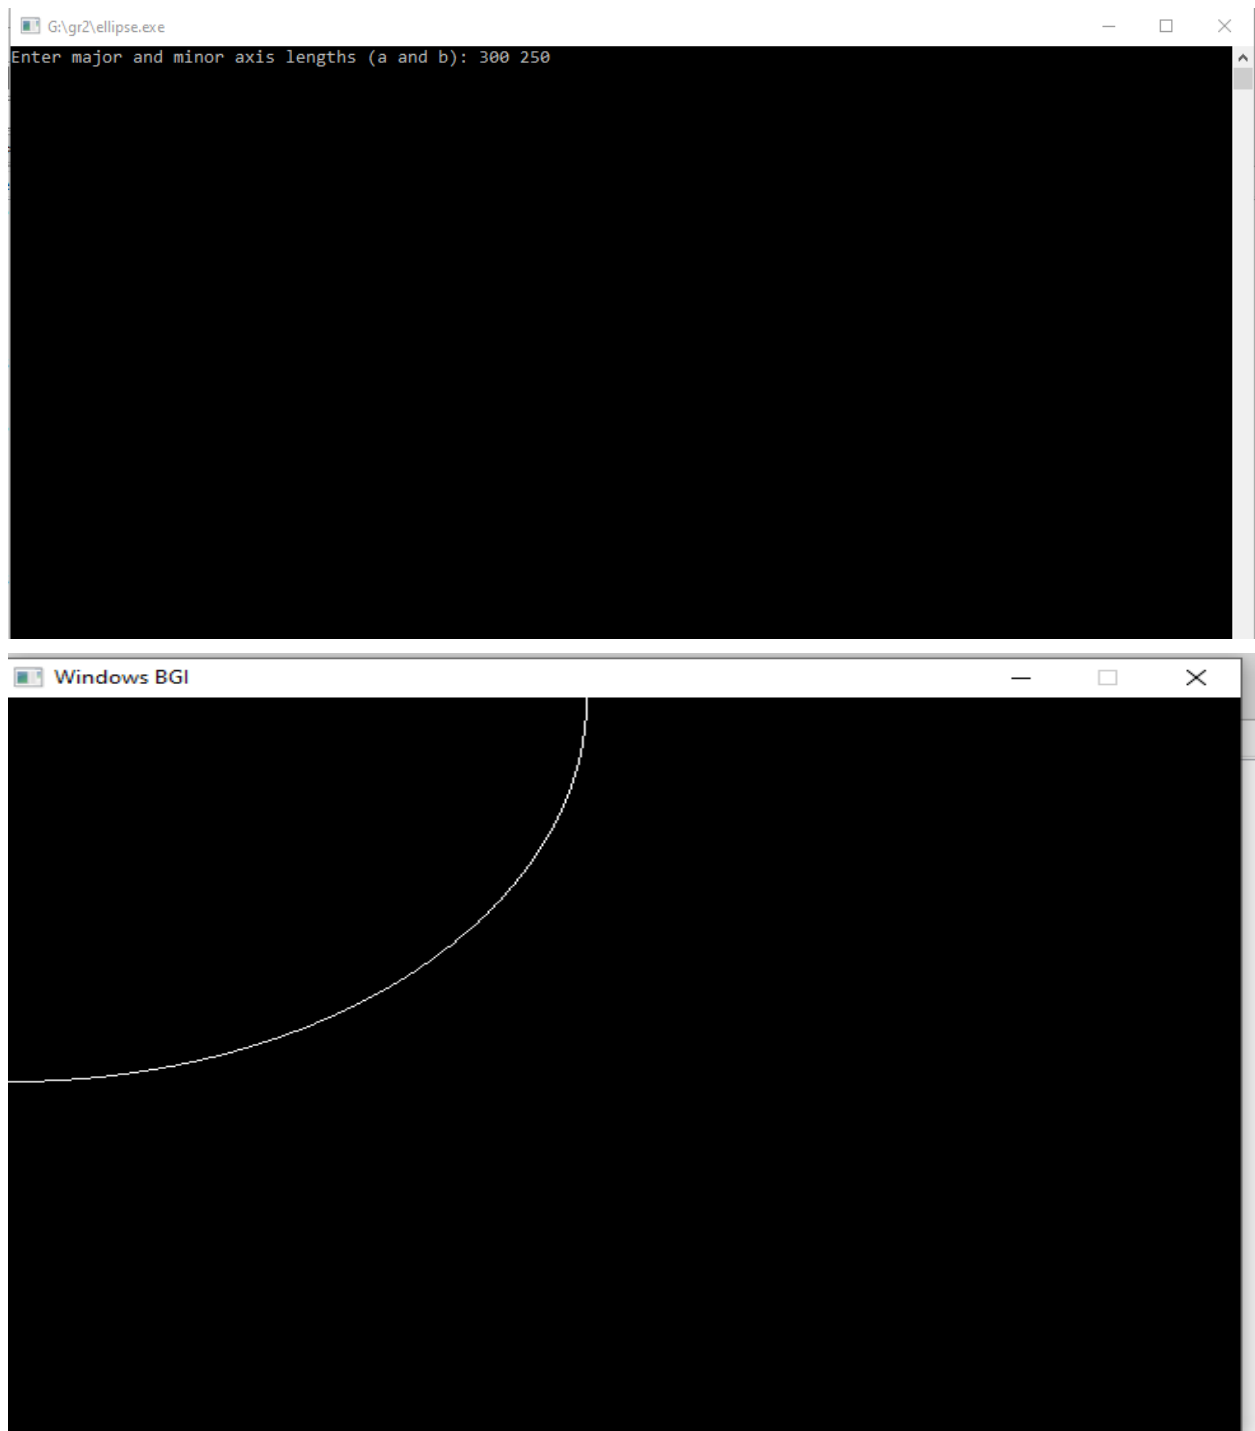 G:\gr2\ellipse.exe
Enter major and minor axis lengths (a and b): 300 250
Windows BGI